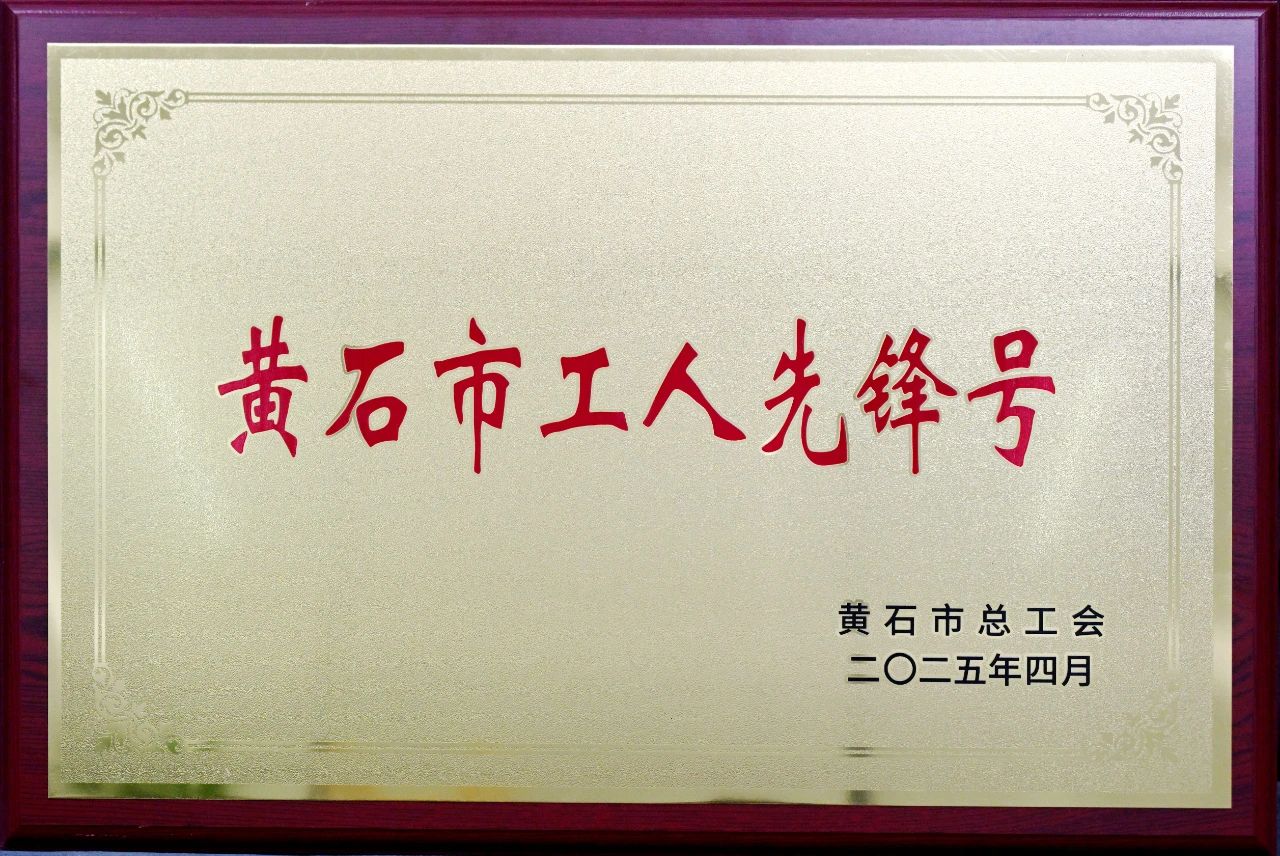 黄石市工人先锋号
黄石市总工会
二〇二五年四月